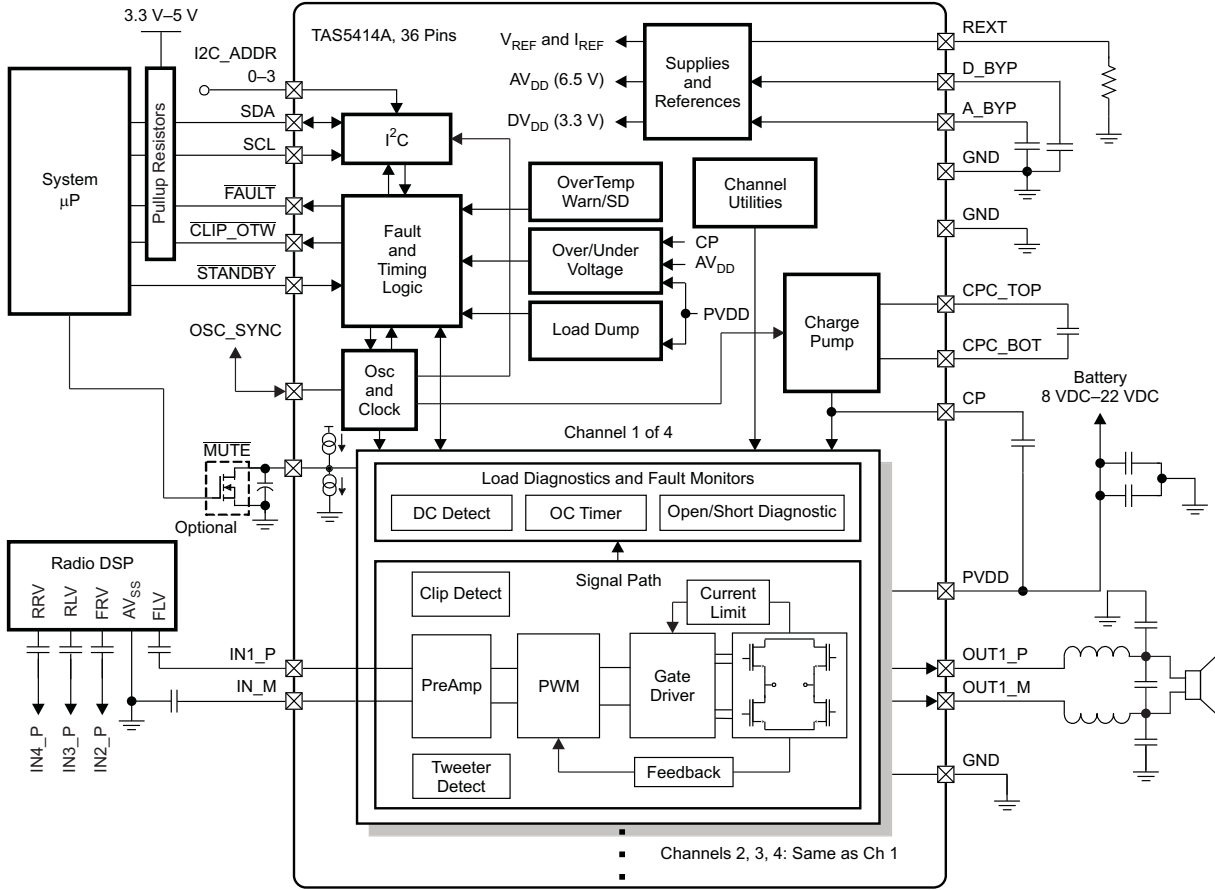 3.3 V–5 V
I2C_ADDR
0–3
SDA
SCL
FAULT
CLIP_OTW
STANDBY
OSC_SYNC
System
μP
Pullup Resistors
TAS5414A, 36 Pins
I²C
Fault
and
Timing
Logic
Osc
and
Clock
V_REF and I_REF
AV_DD (6.5 V)
DV_DD (3.3 V)
Supplies
and
References
OverTemp
Warn/SD
Over/Under
Voltage
Load Dump
CP
AV_DD
PVDD
Channel
Utilities
Charge
Pump
REXT
D_BYP
A_BYP
GND
GND
CPC_TOP
CPC_BOT
CP
Battery
8 VDC–22 VDC
PVDD
OUT1_P
OUT1_M
GND
MUTE
Optional
Channel 1 of 4
Load Diagnostics and Fault Monitors
DC Detect
OC Timer
Open/Short Diagnostic
Signal Path
Clip Detect
Current
Limit
PreAmp
PWM
Gate
Driver
Tweeter
Detect
Feedback
Radio DSP
RRV
RLV
FRV
AV_SS
FLV
IN1_P
IN_M
IN4_P
IN3_P
IN2_P
Channels 2, 3, 4: Same as Ch 1